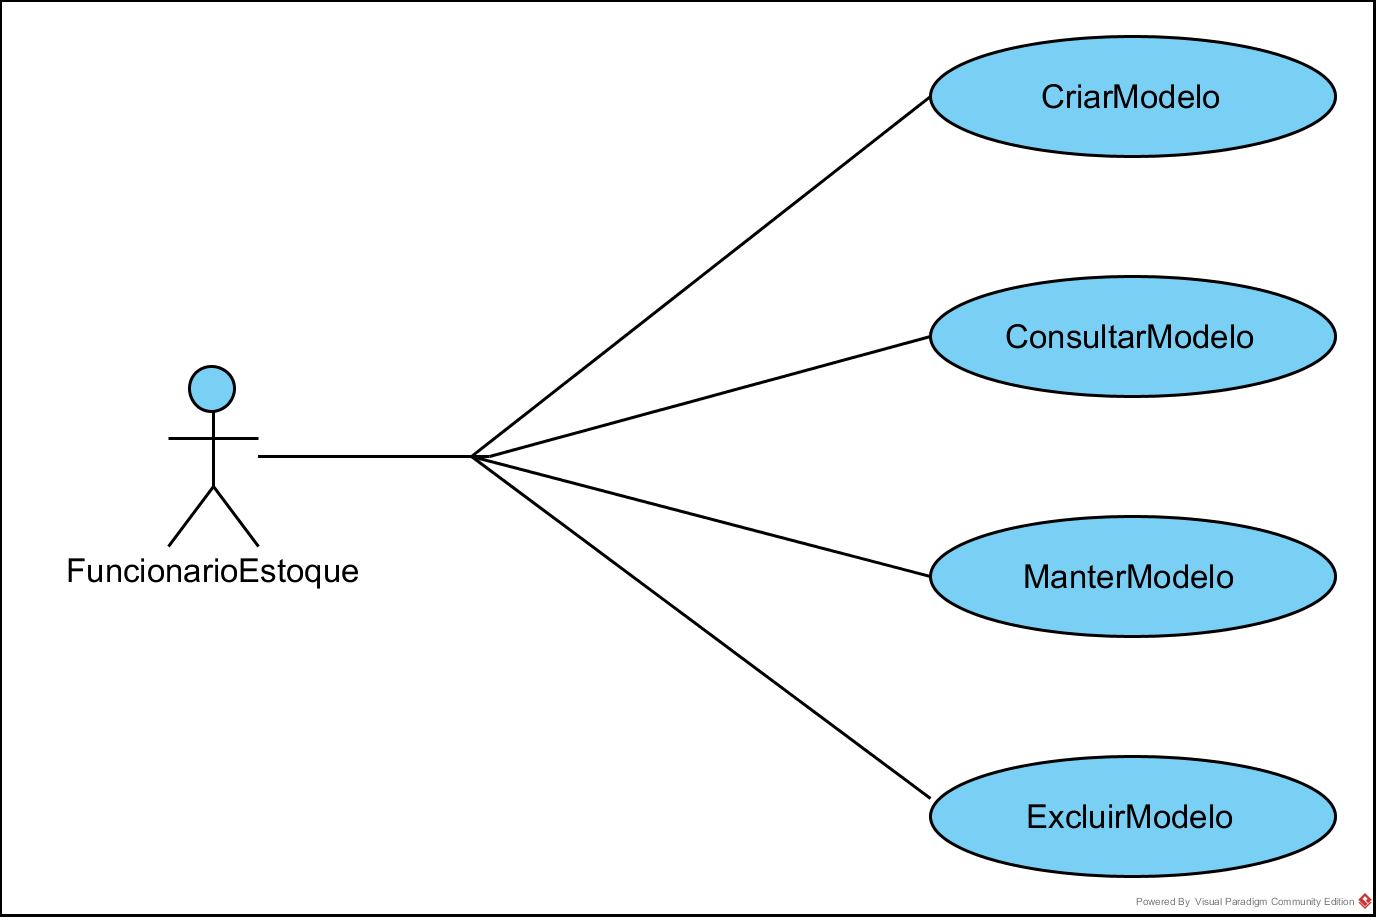 CriarModelo
ConsultarModelo
FuncionarioEstoque
ManterModelo
ExcluirModelo
Powered By Visual Paradigm Community Edition